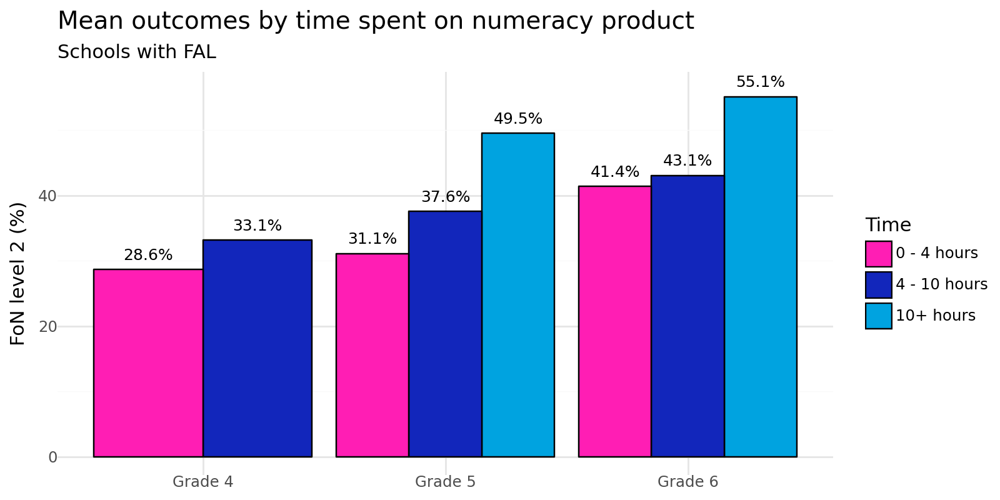 Mean outcomes by time spent on numeracy product
Schools with FAL
FoN level 2 (%)
55.1%
49.5%
43.1%
41.4%
37.6%
33.1%
31.1%
28.6%
40
20
0
Grade 4
Grade 5
Grade 6
Time
0 - 4 hours
4 - 10 hours
10+ hours